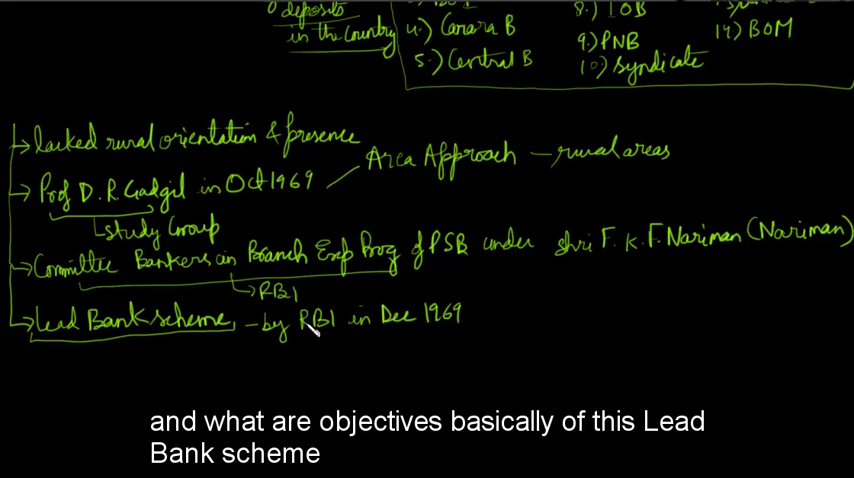 deposits 8.) IOB
in the country 4.) Canara B 9.) PNB 14) BOM
5.) Central B 10.) Syndicate
lacked rural orientation & presence
Prof D. R. Gadgil in Oct 1969 Area Approach - rural areas
study Group
Committee Bankers on Branch Exp Prog of PSB under Shri F. K. F. Nariman (Nariman)
RBI
Lead Bank scheme, - by RBI in Dec 1969
and what are objectives basically of this Lead
Bank scheme